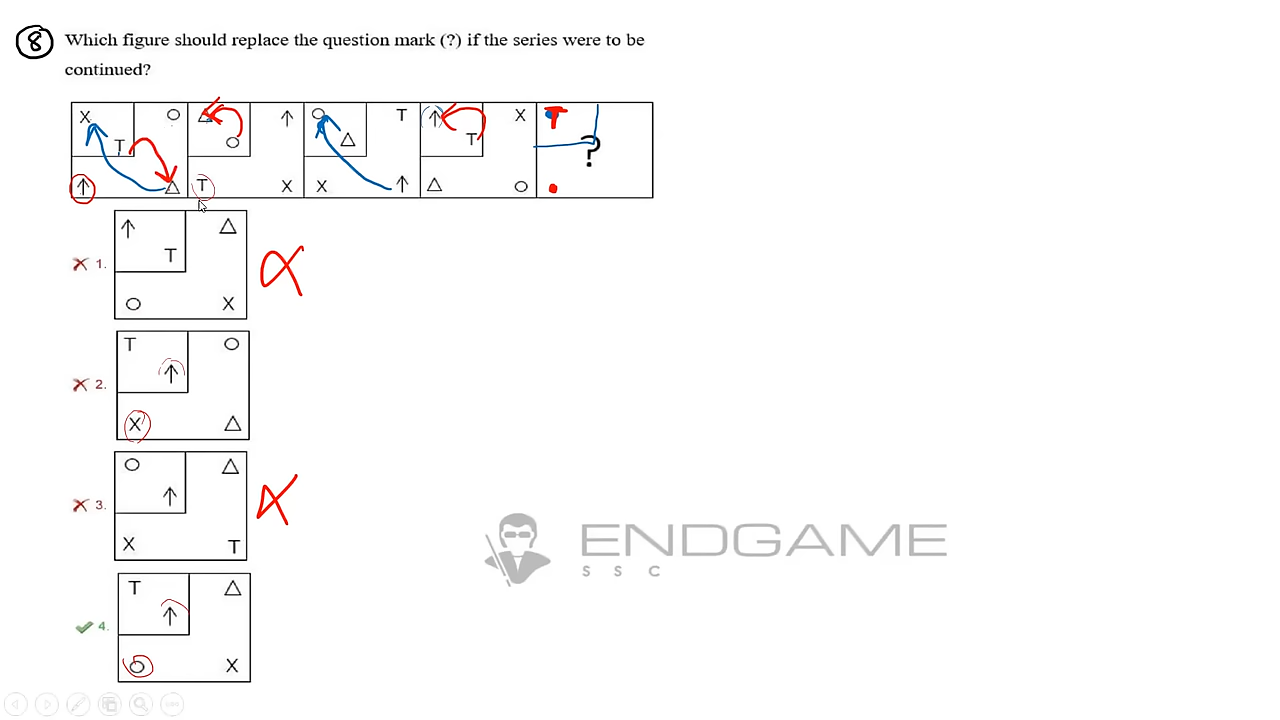 8 Which figure should replace the question mark (?) if the series were to be
continued?
X O △ ↑ O T ↑ X T
T O △ T ?
↑ △ T X X ↑ △ O
↑ △
T
1.
O X
T O
↑
2.
X △
O △
↑
3.
X T
T △
↑
4.
O X
ENDGAME
S S C